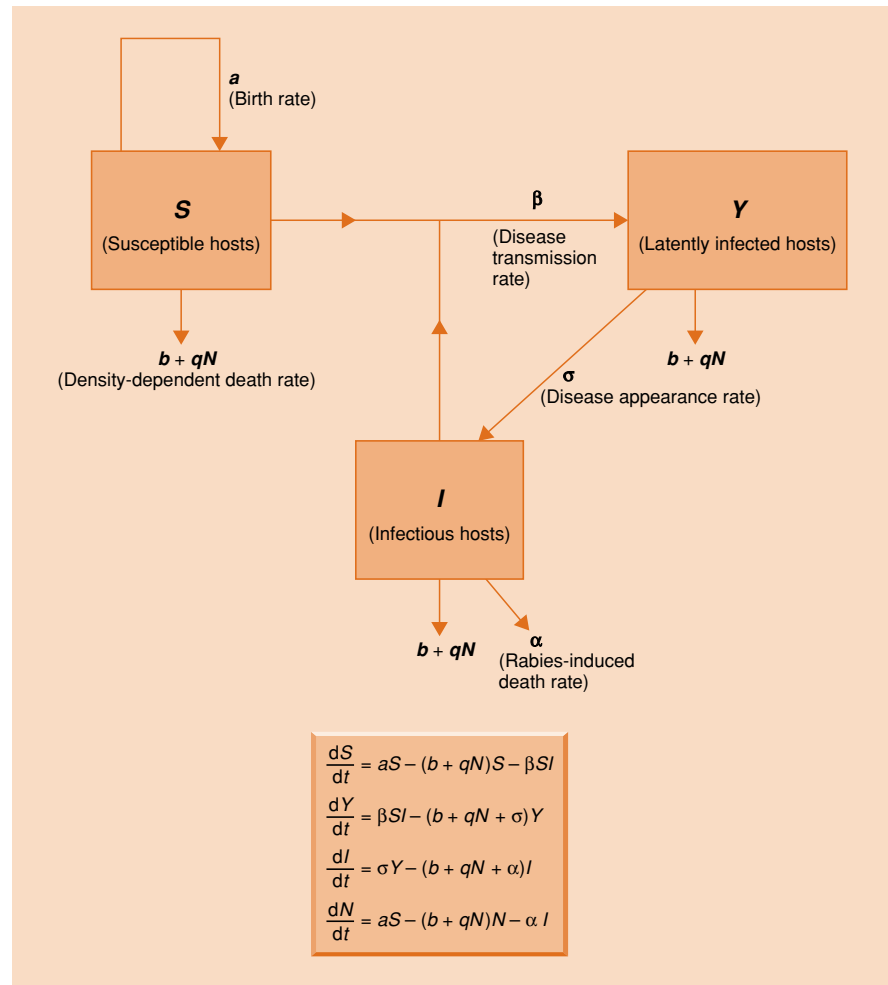 a
(Birth rate)
S
(Susceptible hosts)
β
(Disease
transmission
rate)
Y
(Latently infected hosts)
b + qN
(Density-dependent death rate)
b + qN
σ
(Disease appearance rate)
I
(Infectious hosts)
b + qN
α
(Rabies-induced
death rate)
dS/dt = aS – (b + qN)S – βSI
dY/dt = βSI – (b + qN + σ)Y
dI/dt = σY – (b + qN + α)I
dN/dt = aS – (b + qN)N – α I